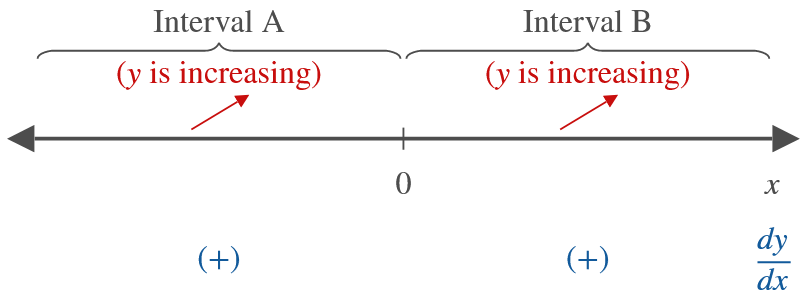 Interval A Interval B
(y is increasing) (y is increasing)
0 x
(+) (+) dy/dx